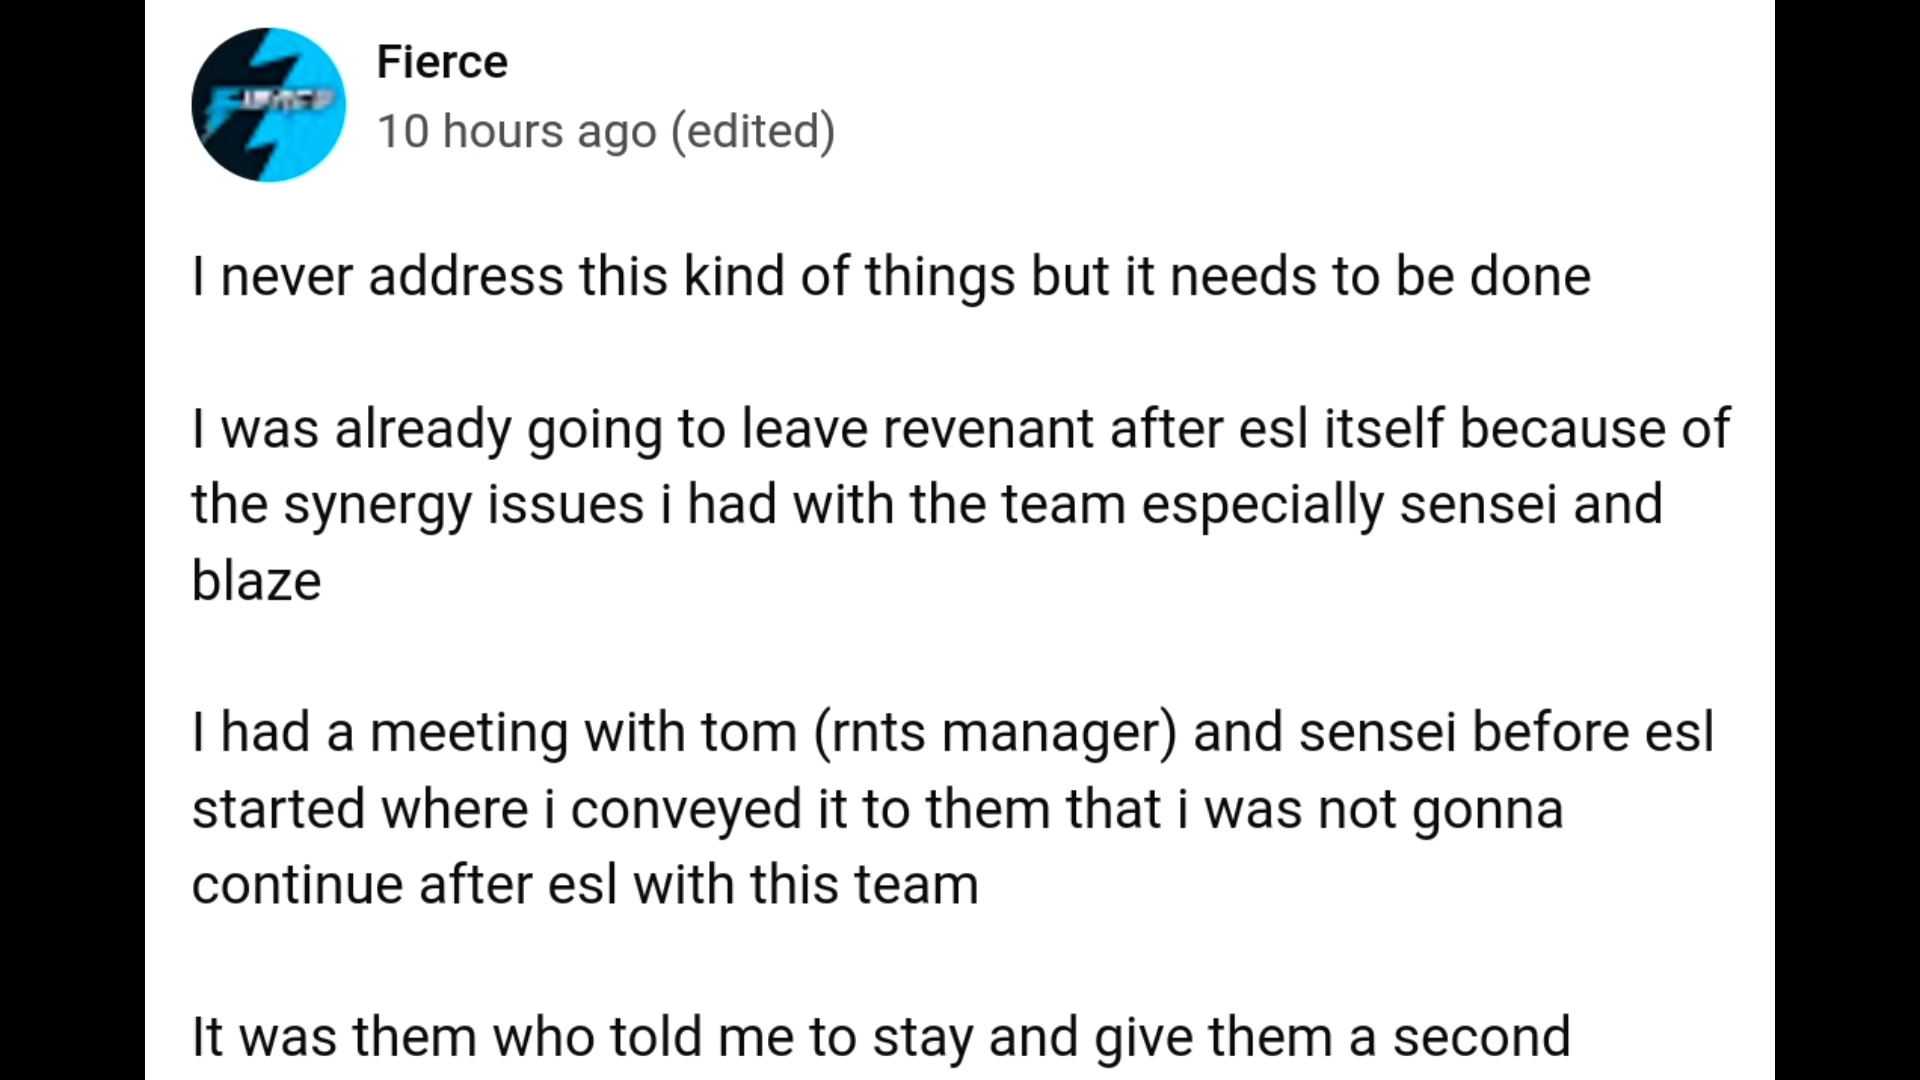 Fierce
10 hours ago (edited)
I never address this kind of things but it needs to be done
I was already going to leave revenant after esl itself because of
the synergy issues i had with the team especially sensei and
blaze
I had a meeting with tom (rnts manager) and sensei before esl
started where i conveyed it to them that i was not gonna
continue after esl with this team
It was them who told me to stay and give them a second